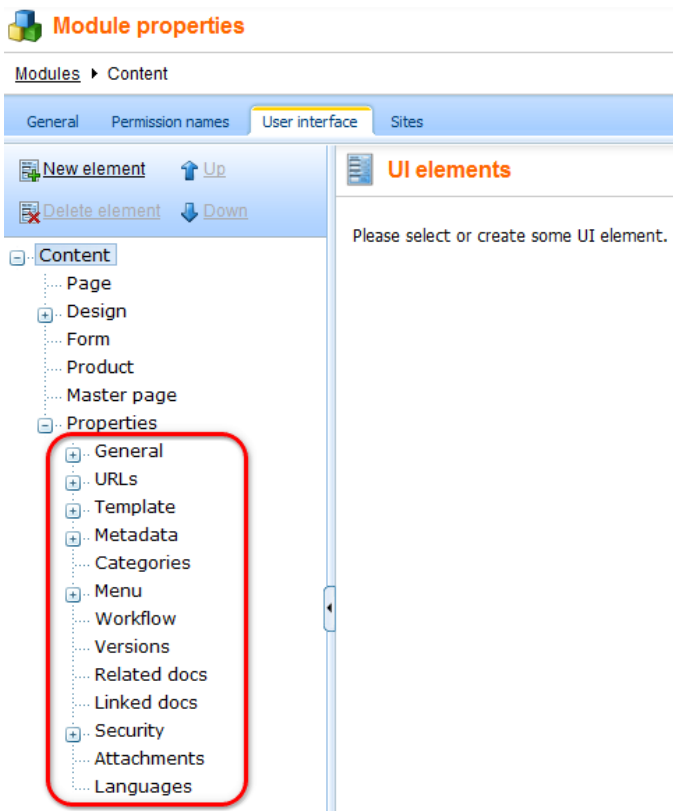 Module properties
Modules Content
General Permission names User interface Sites
New element Up
Delete element Down
UI elements
Please select or create some UI element.
Content
Page
Design
Form
Product
Master page
Properties
General
URLs
Template
Metadata
Categories
Menu
Workflow
Versions
Related docs
Linked docs
Security
Attachments
Languages